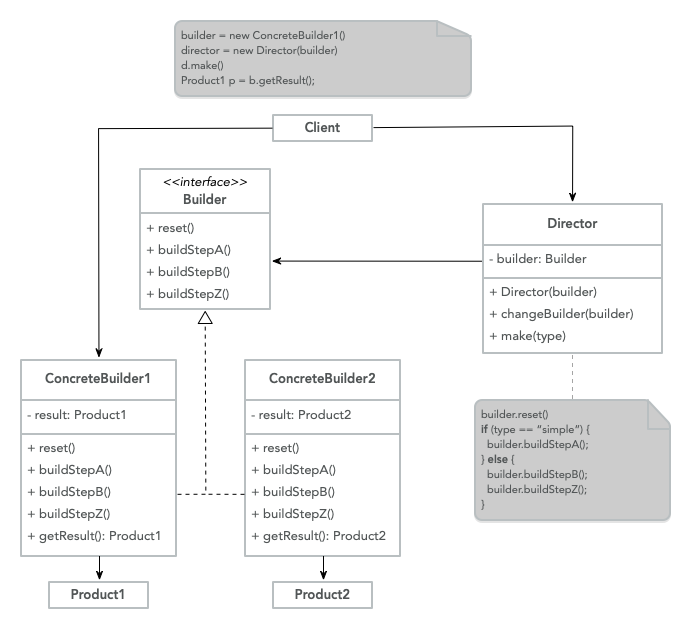 builder = new ConcreteBuilder1()
director = new Director(builder)
d.make()
Product1 p = b.getResult();
Client
<<interface>>
Builder
+ reset()
+ buildStepA()
+ buildStepB()
+ buildStepZ()
Director
- builder: Builder
+ Director(builder)
+ changeBuilder(builder)
+ make(type)
ConcreteBuilder1
- result: Product1
+ reset()
+ buildStepA()
+ buildStepB()
+ buildStepZ()
+ getResult(): Product1
ConcreteBuilder2
- result: Product2
+ reset()
+ buildStepA()
+ buildStepB()
+ buildStepZ()
+ getResult(): Product2
builder.reset()
if (type == "simple") {
builder.buildStepA();
} else {
builder.buildStepB();
builder.buildStepZ();
}
Product1
Product2